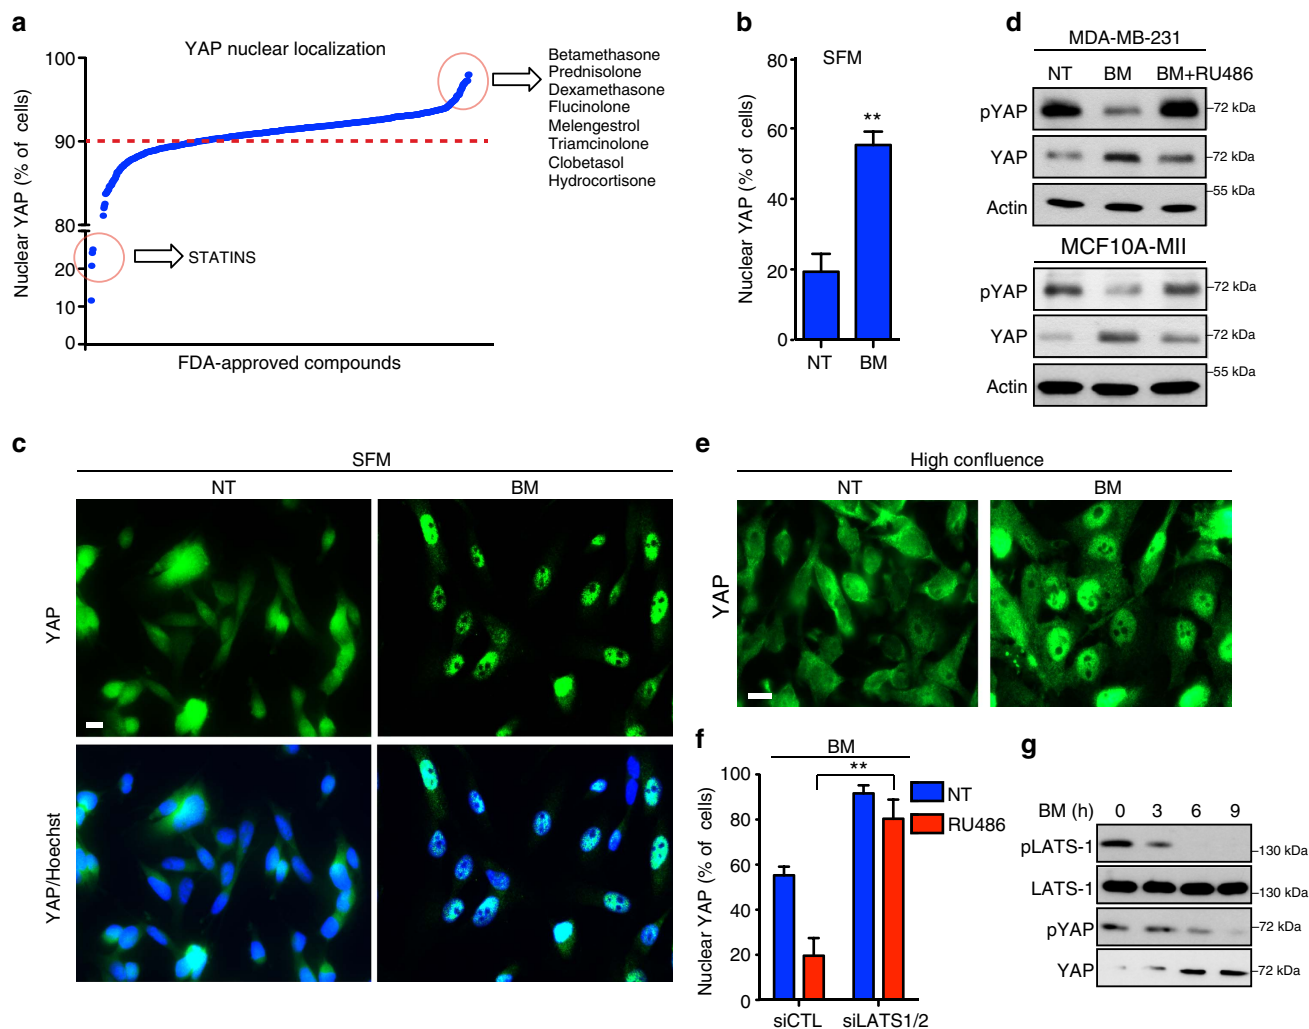 a
YAP nuclear localization
Nuclear YAP (% of cells)
100
90
80
20
10
0
STATINS
FDA-approved compounds
Betamethasone
Prednisolone
Dexamethasone
Flucinolone
Melengestrol
Triamcinolone
Clobetasol
Hydrocortisone
b
SFM
Nuclear YAP (% of cells)
80
60
40
20
0
**
NT BM
d
MDA-MB-231
NT BM BM+RU486
pYAP 72 kDa
YAP 72 kDa
55 kDa
Actin
MCF10A-MII
pYAP 72 kDa
YAP 72 kDa
55 kDa
Actin
c
SFM
NT BM
YAP
YAP/Hoechst
e
High confluence
NT BM
YAP
f
BM
Nuclear YAP (% of cells)
100
80
60
40
20
0
**
NT
RU486
siCTL siLATS1/2
g
BM (h) 0 3 6 9
pLATS-1 130 kDa
LATS-1 130 kDa
pYAP 72 kDa
YAP 72 kDa